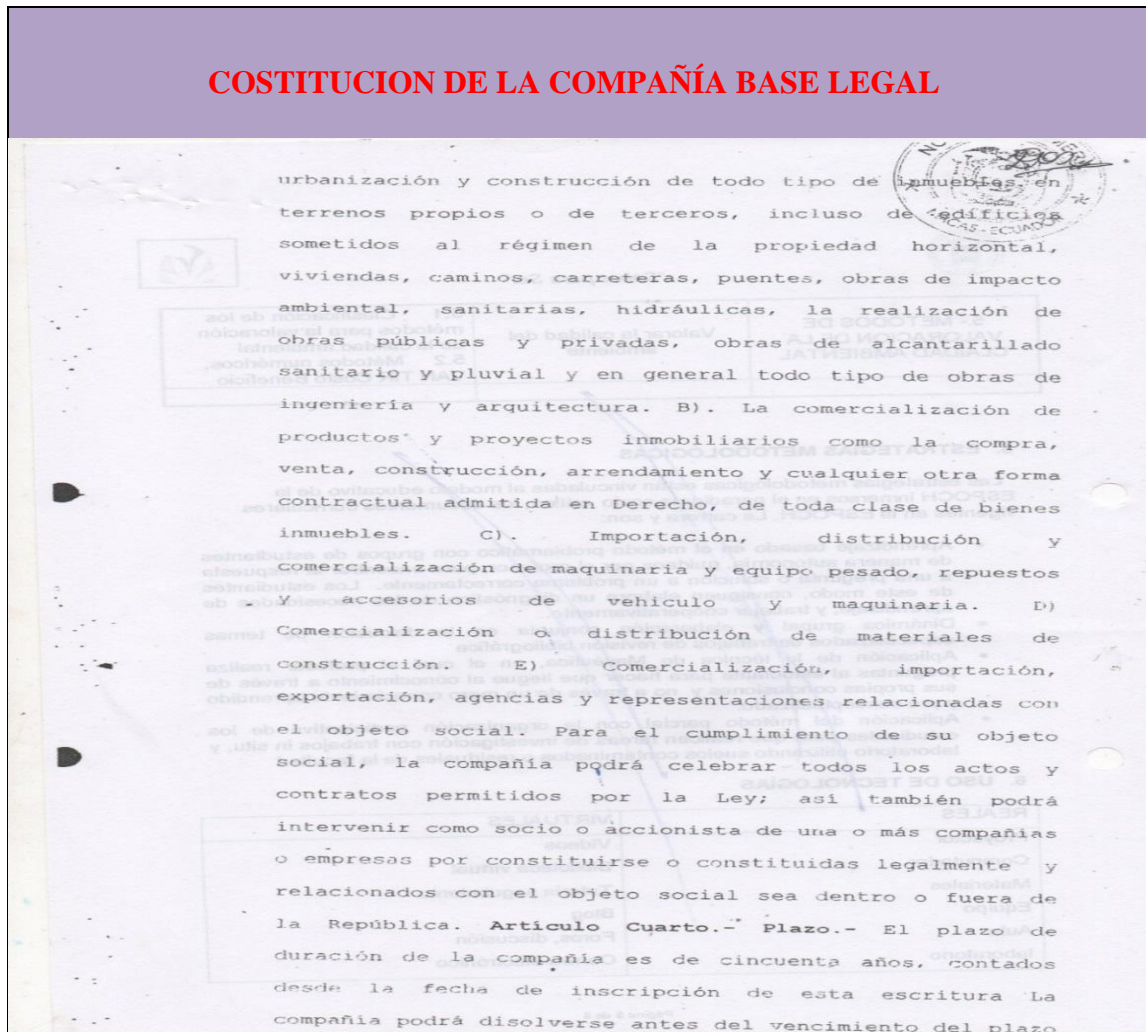 COSTITUCION DE LA COMPAÑÍA BASE LEGAL
urbanización y construcción de todo tipo de inmuebles en
terrenos propios o de terceros, incluso de edificios
sometidos al régimen de la propiedad horizontal,
viviendas, caminos, carreteras, puentes, obras de impacto
ambiental, sanitarias, hidráulicas, la realización de
obras públicas y privadas, obras de alcantarillado
sanitario y pluvial y en general todo tipo de obras de
ingeniería y arquitectura. B). La comercialización de
productos y proyectos inmobiliarios como la compra,
venta, construcción, arrendamiento y cualquier otra forma
contractual admitida en Derecho, de toda clase de bienes
inmuebles. C). Importación, distribución y
comercialización de maquinaria y equipo pesado, repuestos
y accesorios de vehículo y maquinaria. D)
Comercialización o distribución de materiales de
construcción. E) Comercialización, importación,
exportación, agencias y representaciones relacionadas con
el objeto social. Para el cumplimiento de su objeto
social, la compañía podrá celebrar todos los actos y
contratos permitidos por la Ley; así también podrá
intervenir como socio o accionista de una o más compañías
o empresas por constituirse o constituidas legalmente y
relacionados con el objeto social sea dentro o fuera de
la República. Artículo Cuarto.- Plazo.- El plazo de
duración de la compañía es de cincuenta años, contados
desde la fecha de inscripción de esta escritura La
compañía podrá disolverse antes del vencimiento del plazo